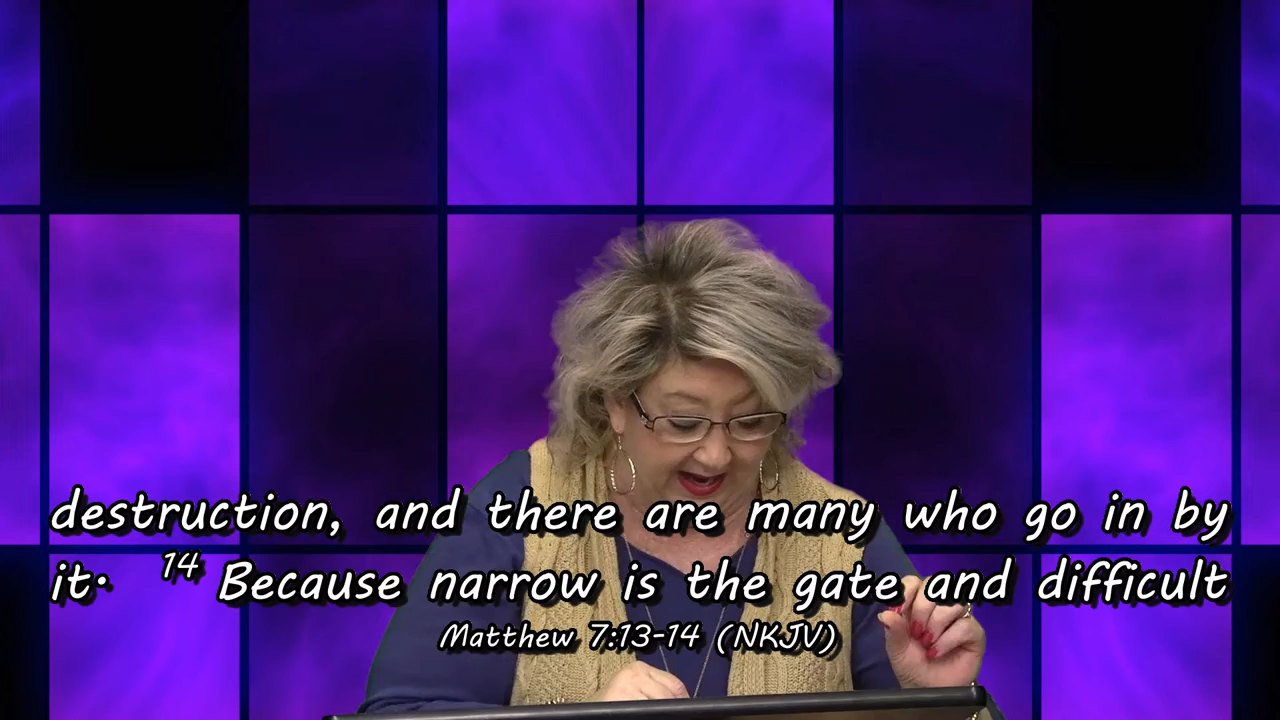 destruction, and there are many who go in by
it. 14 Because narrow is the gate and difficult
Matthew 7:13-14 (NKJV)